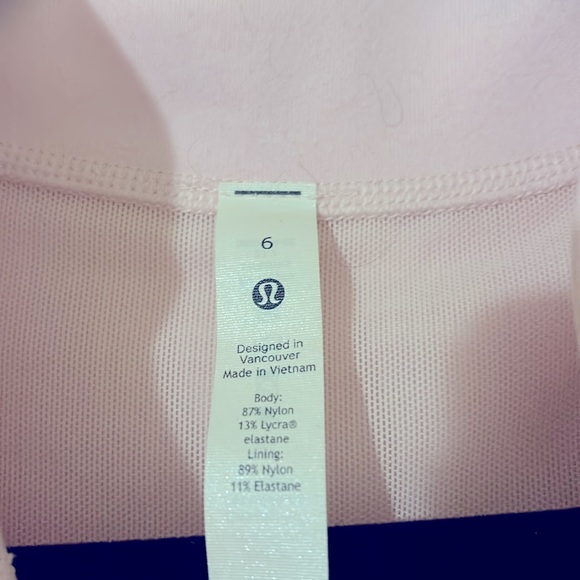 6
Designed in
Vancouver
Made in Vietnam
Body:
87% Nylon
13% Lycra®
elastane
Lining:
89% Nylon
11% Elastane